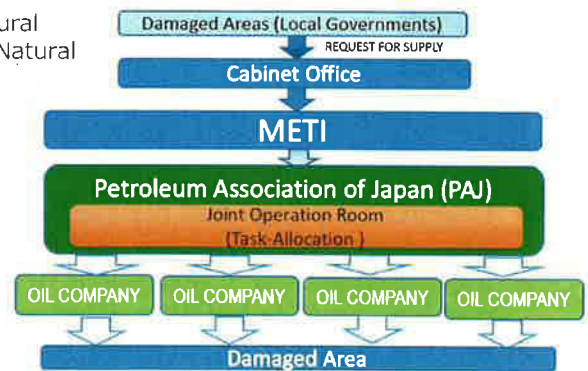 ural
Natural
Damaged Areas (Local Governments)
REQUEST FOR SUPPLY
Cabinet Office
METI
Petroleum Association of Japan (PAJ)
Joint Operation Room
(Task-Allocation )
OIL COMPANY OIL COMPANY OIL COMPANY OIL COMPANY
Damaged Area